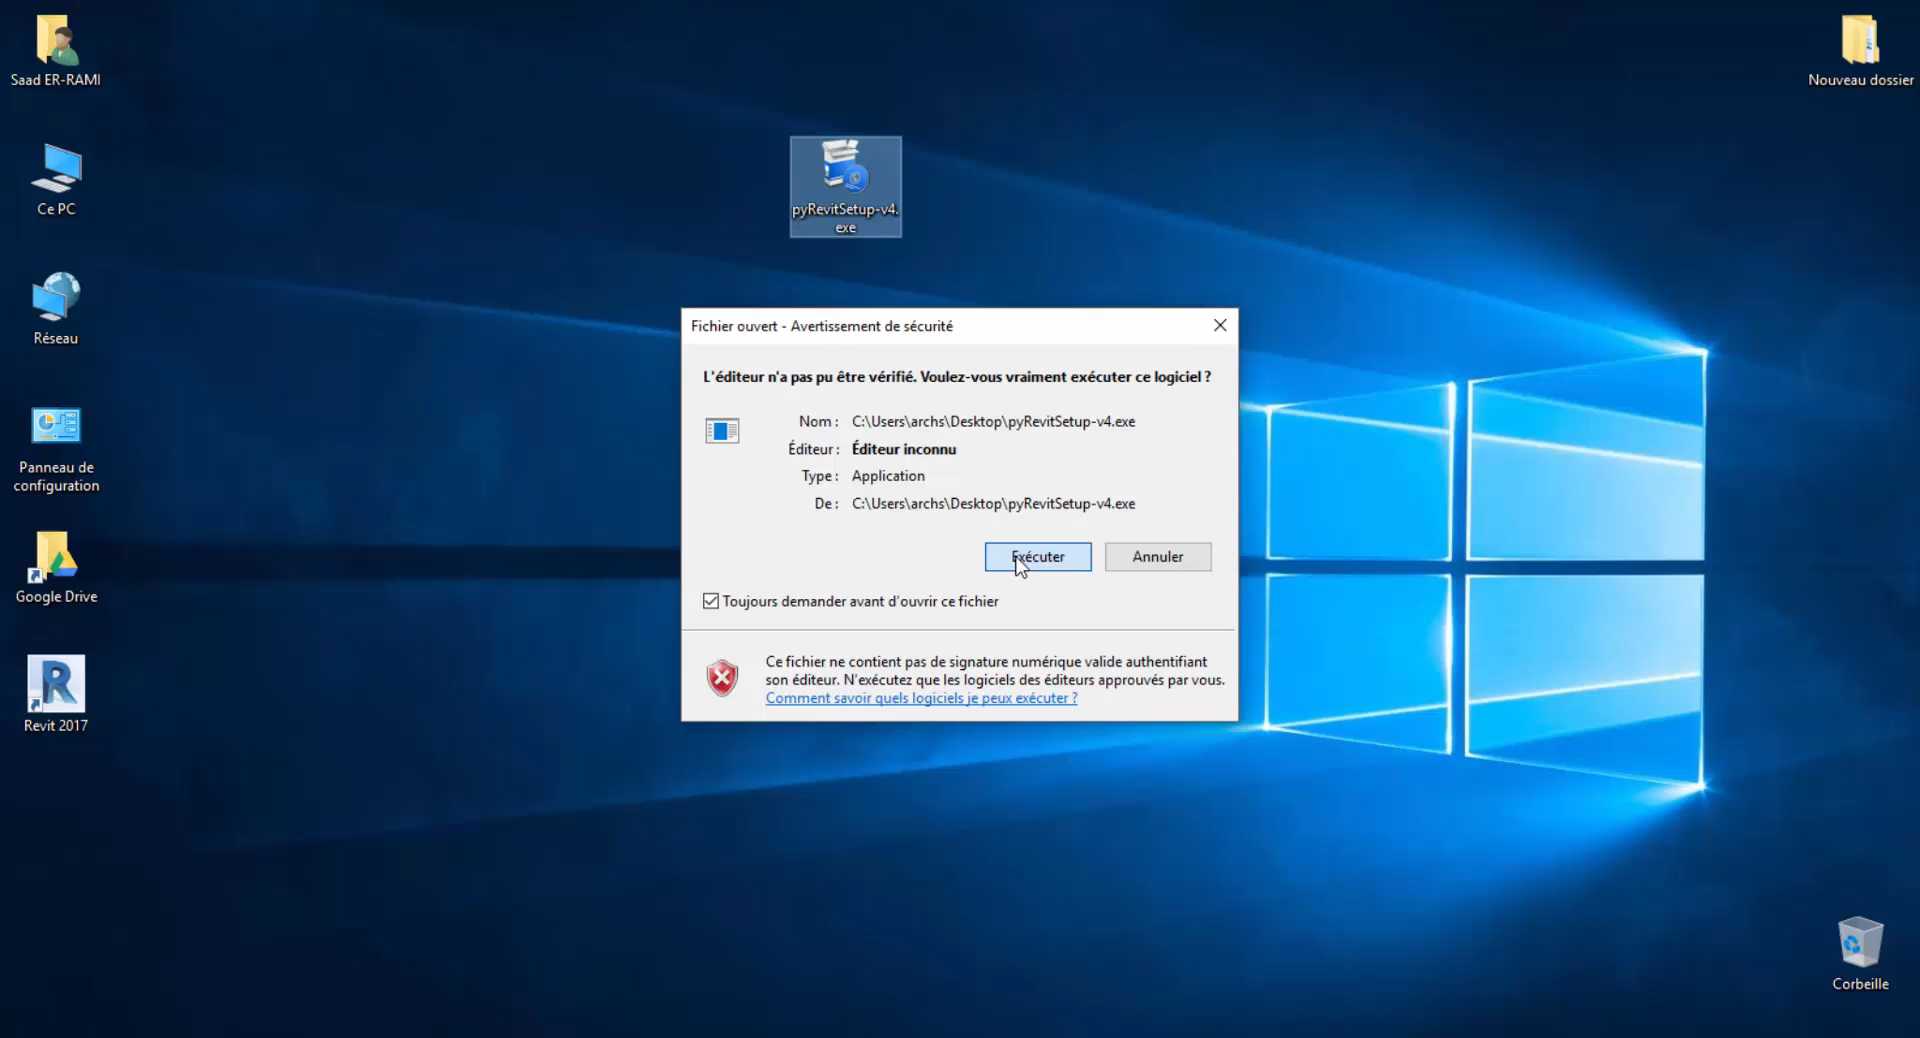 Saad ER-RAMI
Nouveau dossier
Ce PC
pyRevitSetup-v4.
exe
Réseau
Fichier ouvert - Avertissement de sécurité
L'éditeur n'a pas pu être vérifié. Voulez-vous vraiment exécuter ce logiciel ?
Nom : C:\Users\archs\Desktop\pyRevitSetup-v4.exe
Éditeur : Éditeur inconnu
Type : Application
De : C:\Users\archs\Desktop\pyRevitSetup-v4.exe
Panneau de
configuration
Exécuter Annuler
Google Drive
Toujours demander avant d'ouvrir ce fichier
Ce fichier ne contient pas de signature numérique valide authentifiant
son éditeur. N'exécutez que les logiciels des éditeurs approuvés par vous.
Comment savoir quels logiciels je peux exécuter ?
R
Revit 2017
Corbeille